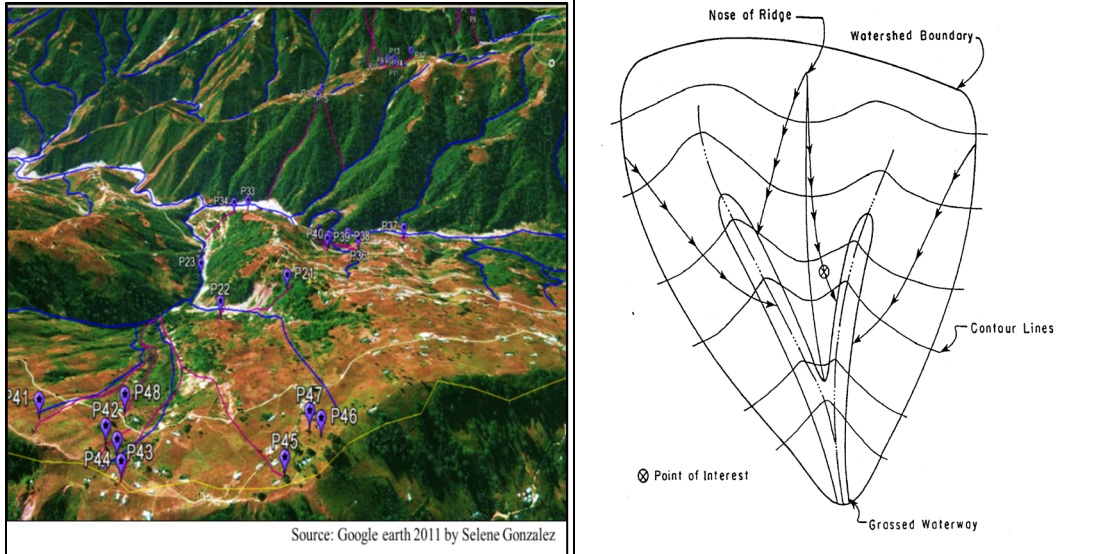 P33
P34
P37
P40
P39
P38
P36
P23
P21
P22
P41
P48
P42
P43
P44
P47
P46
P45
Source: Google earth 2011 by Selene Gonzalez
Nose of Ridge
Watershed Boundary
Contour Lines
Point of Interest
Grassed Waterway